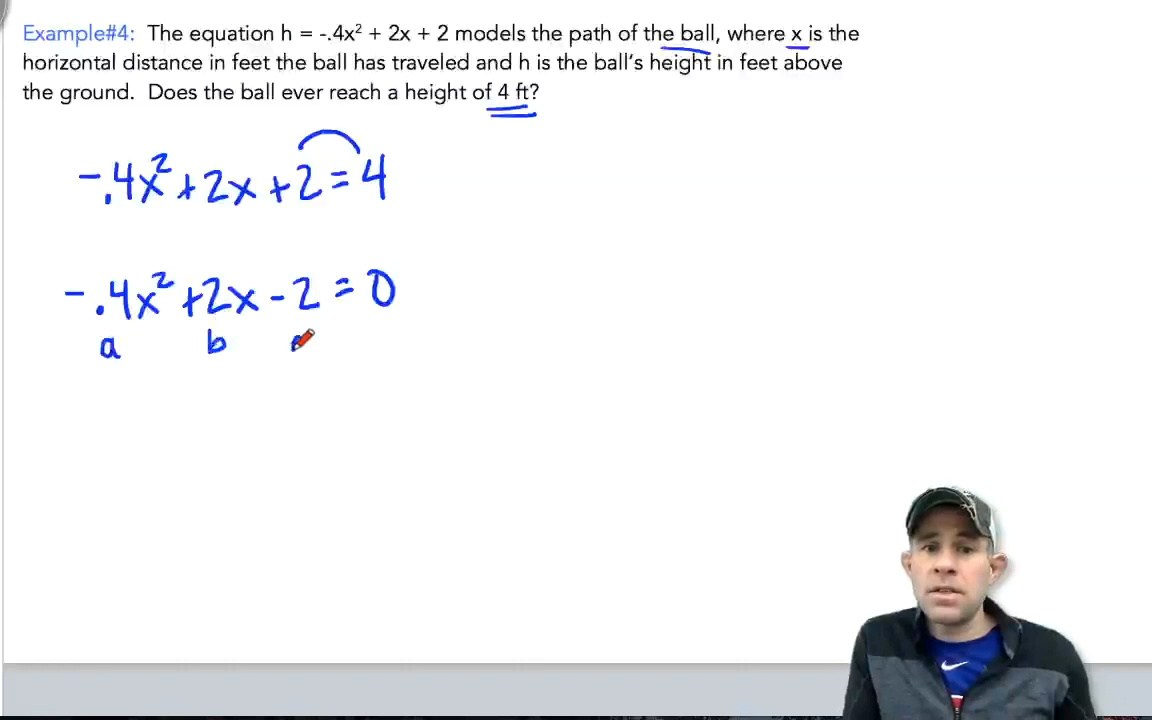 Example#4: The equation h = -.4x² + 2x + 2 models the path of the ball, where x is the
horizontal distance in feet the ball has traveled and h is the ball's height in feet above
the ground. Does the ball ever reach a height of 4 ft?
-.4x²+2x+2=4
-.4x²+2x-2=0
a b